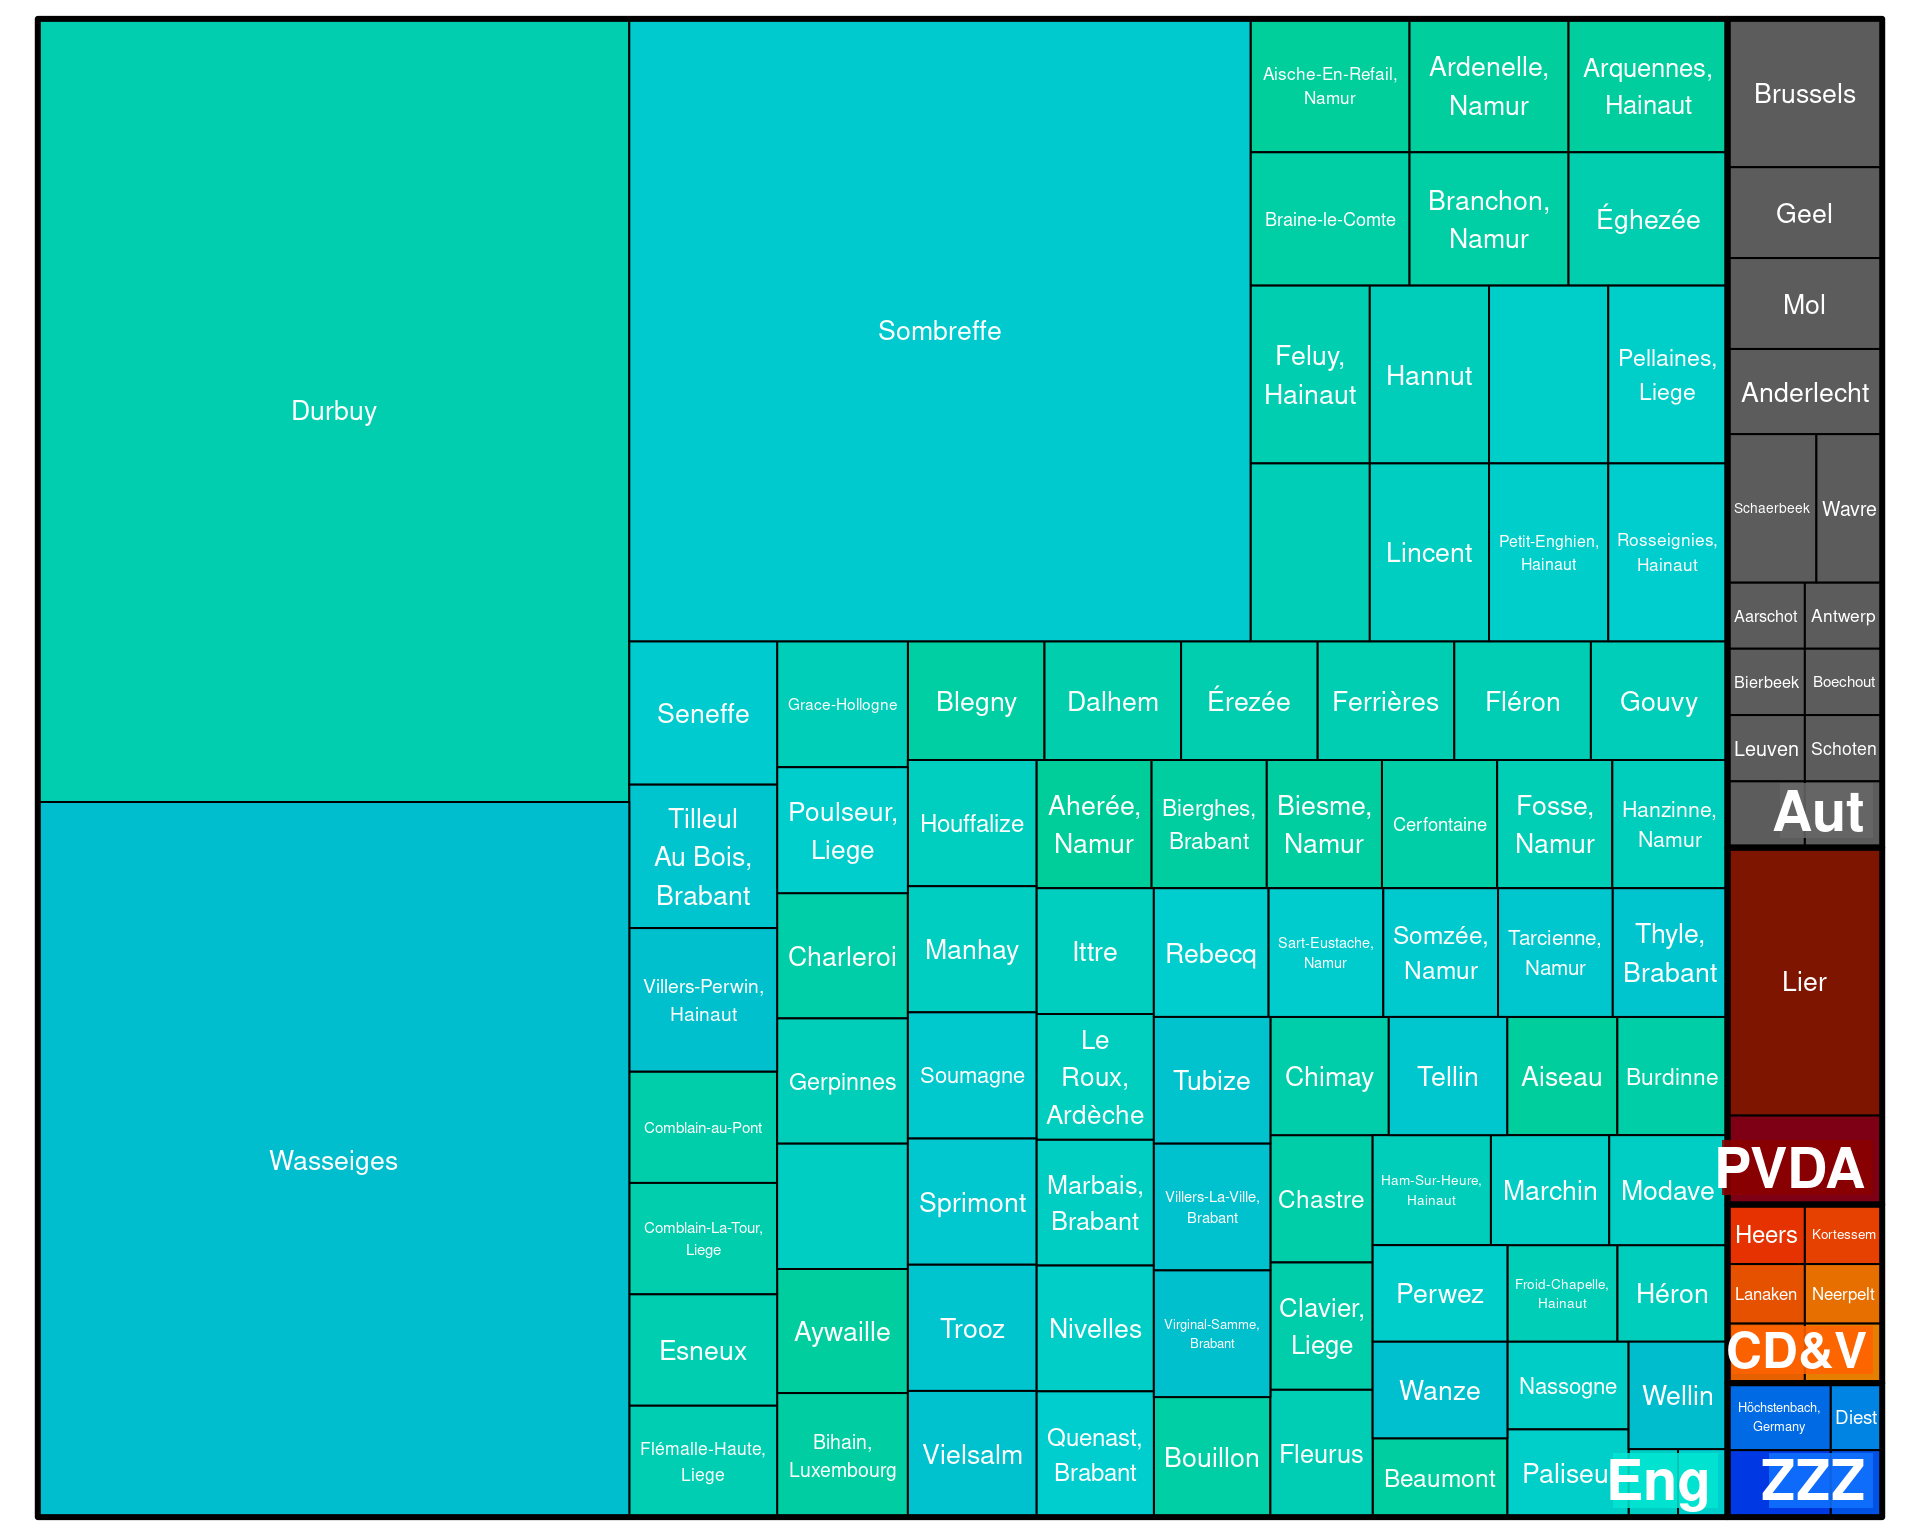 Durbuy
Wasseiges
Sombreffe
Aische-En-Refail,
Namur
Ardenelle,
Namur
Arquennes,
Hainaut
Braine-le-Comte
Branchon,
Namur
Éghezée
Feluy,
Hainaut
Hannut
Pellaines,
Liege
Lincent
Petit-Enghien,
Hainaut
Rosseignies,
Hainaut
Seneffe
Tilleul
Au Bois,
Brabant
Villers-Perwin,
Hainaut
Comblain-au-Pont
Comblain-La-Tour,
Liege
Esneux
Flémalle-Haute,
Liege
Grace-Hollogne
Poulseur,
Liege
Charleroi
Gerpinnes
Aywaille
Bihain,
Luxembourg
Blegny
Dalhem
Érezée
Ferrières
Fléron
Gouvy
Houffalize
Manhay
Soumagne
Sprimont
Trooz
Vielsalm
Aherée,
Namur
Bierghes,
Brabant
Biesme,
Namur
Cerfontaine
Fosse,
Namur
Hanzinne,
Namur
Ittre
Le
Roux,
Ardèche
Marbais,
Brabant
Nivelles
Quenast,
Brabant
Rebecq
Sart-Eustache,
Namur
Somzée,
Namur
Tarcienne,
Namur
Thyle,
Brabant
Tubize
Villers-La-Ville,
Brabant
Virginal-Samme,
Brabant
Bouillon
Chimay
Tellin
Aiseau
Burdinne
Chastre
Clavier,
Liege
Fleurus
Ham-Sur-Heure,
Hainaut
Marchin
Modave
Perwez
Froid-Chapelle,
Hainaut
Héron
Wanze
Beaumont
Nassogne
Wellin
Paliseu
Eng
Brussels
Geel
Mol
Anderlecht
Schaerbeek
Wavre
Aarschot
Antwerp
Bierbeek
Boechout
Leuven
Schoten
Aut
Lier
PVDA
Heers
Kortessem
Lanaken
Neerpelt
CD&V
Höchstenbach,
Germany
Diest
ZZZ